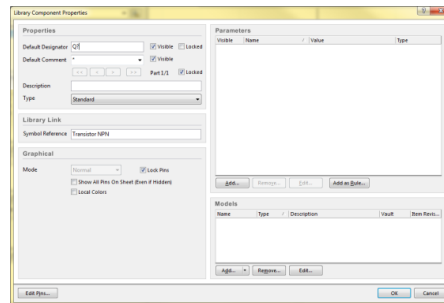 Library Component Properties
Properties
Default Designator Q? Visible Locked
Default Comment * Visible
<< < > >> Part 1/1 Locked
Description
Type Standard
Library Link
Symbol Reference Transistor NPN
Graphical
Mode Normal Lock Pins
Show All Pins On Sheet (Even if Hidden)
Local Colors
Parameters
Visible Name / Value Type
Add... Remove... Edit... Add as Rule...
Models
Name Type / Description Vault Item Revis...
Add... Remove... Edit...
Edit Pins... OK Cancel